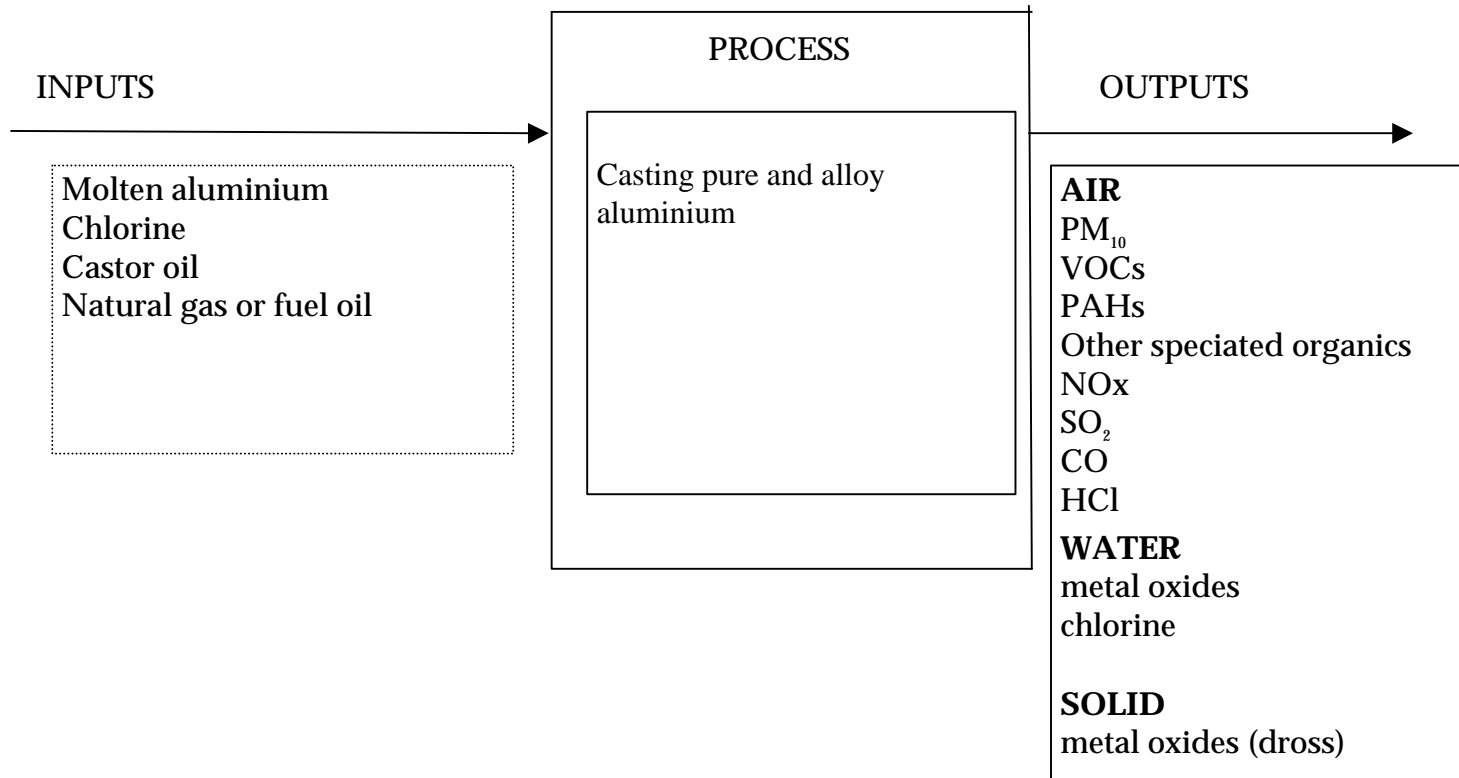 INPUTS
Molten aluminium
Chlorine
Castor oil
Natural gas or fuel oil
PROCESS
Casting pure and alloy
aluminium
OUTPUTS
AIR
PM₁₀
VOCs
PAHs
Other speciated organics
NOx
SO₂
CO
HCl
WATER
metal oxides
chlorine
SOLID
metal oxides (dross)